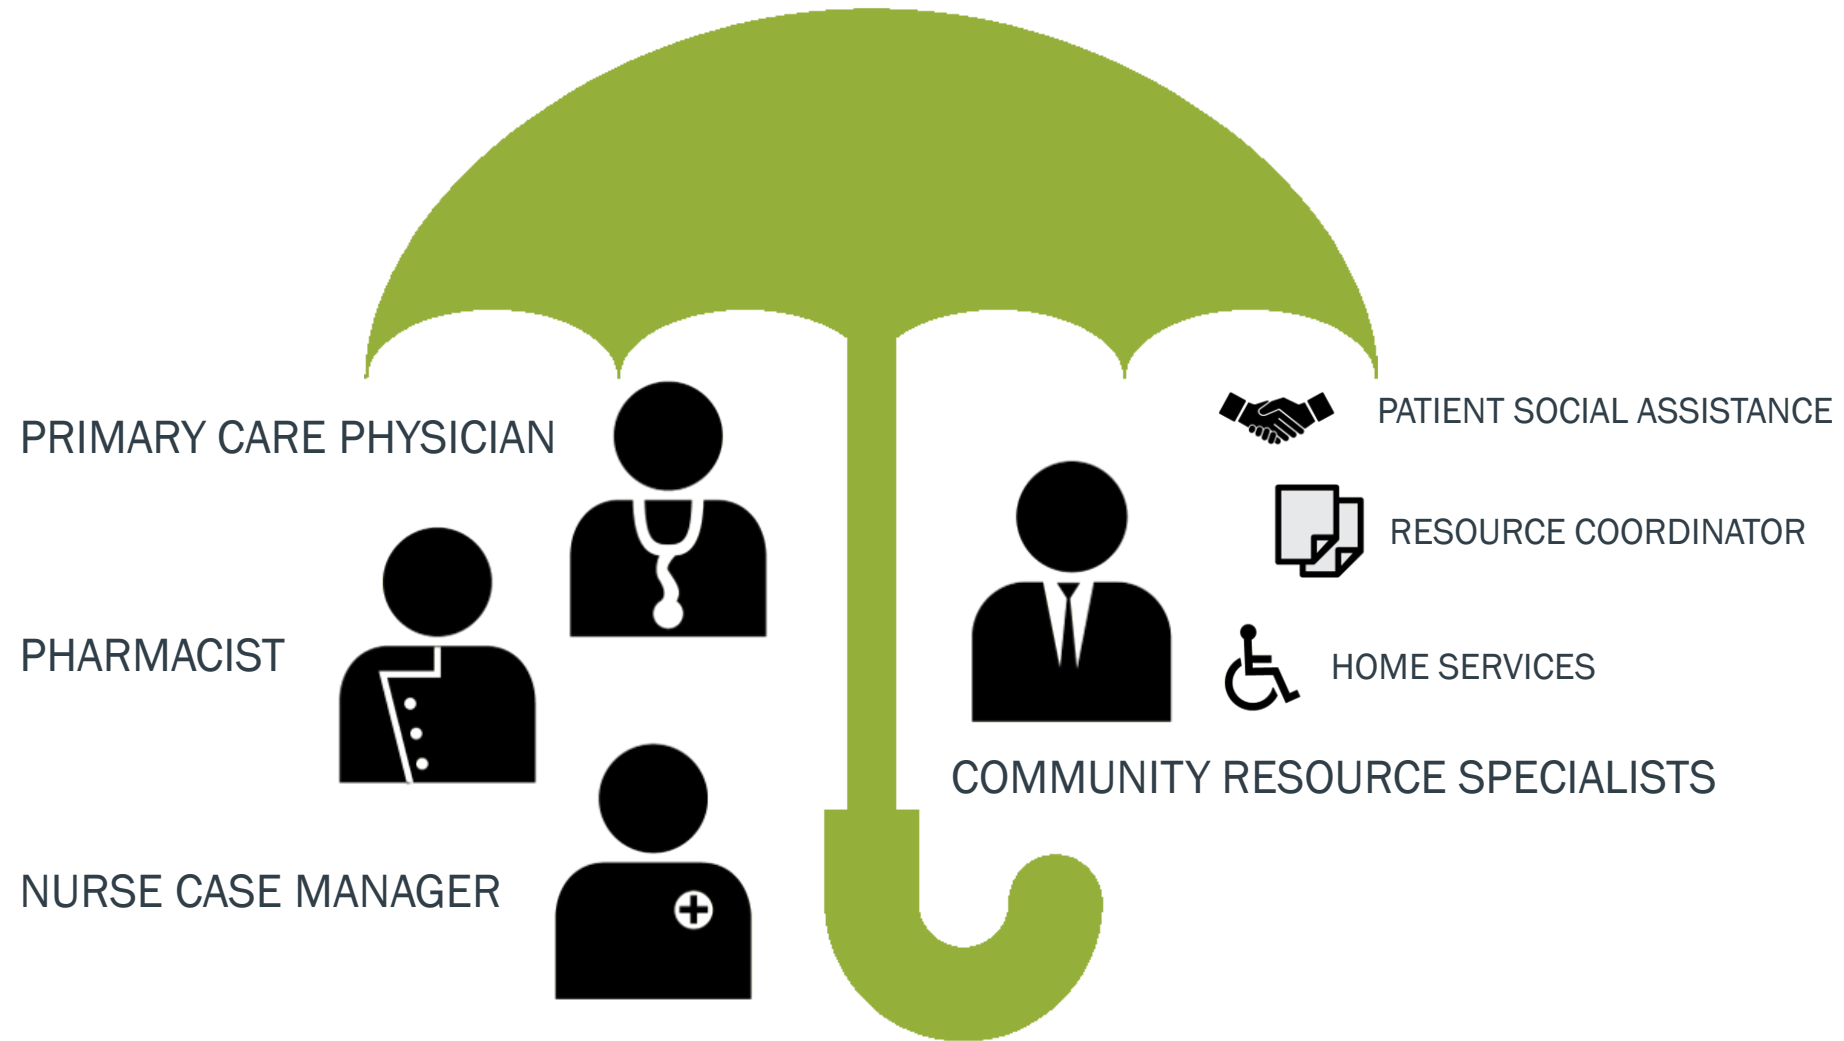 PRIMARY CARE PHYSICIAN
PHARMACIST
NURSE CASE MANAGER
PATIENT SOCIAL ASSISTANCE
RESOURCE COORDINATOR
HOME SERVICES
COMMUNITY RESOURCE SPECIALISTS